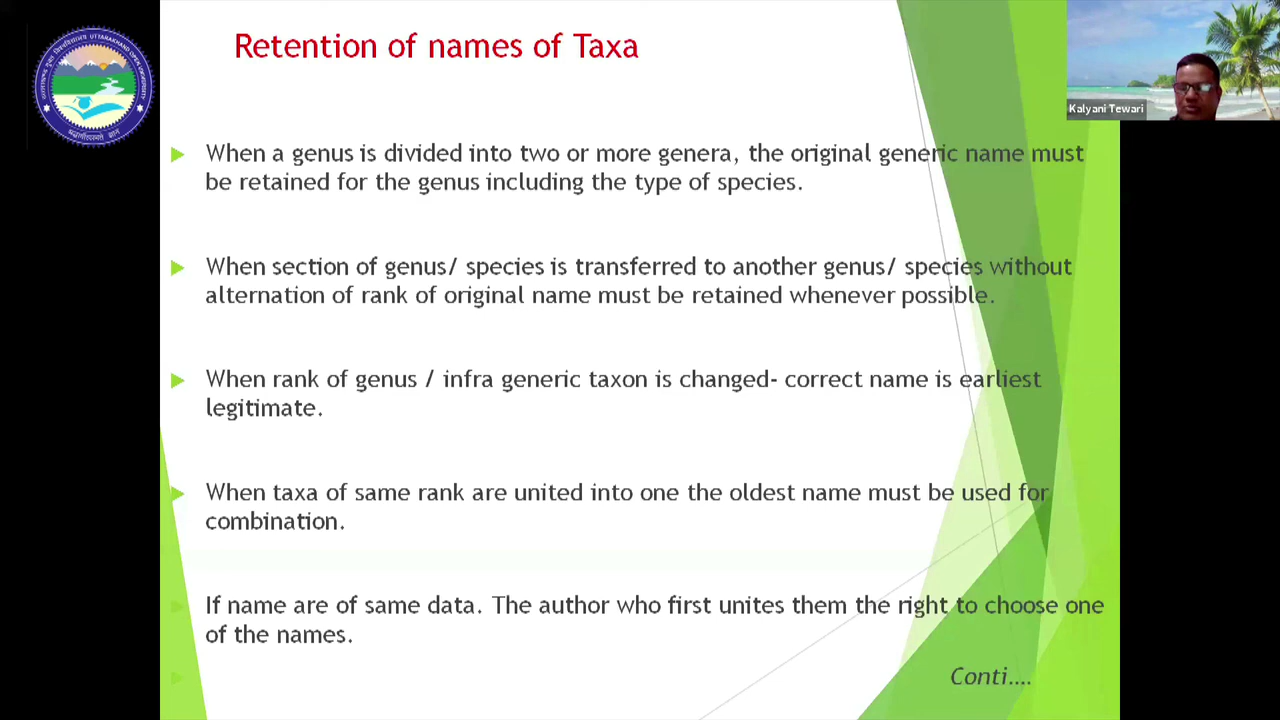 Retention of names of Taxa
Kalyani Tewari
When a genus is divided into two or more genera, the original generic name must
be retained for the genus including the type of species.
When section of genus/ species is transferred to another genus/ species without
alternation of rank of original name must be retained whenever possible.
When rank of genus / infra generic taxon is changed- correct name is earliest
legitimate.
When taxa of same rank are united into one the oldest name must be used for
combination.
If name are of same data. The author who first unites them the right to choose one
of the names.
Conti....
UTTARAKHAND OPEN UNIVERSITY